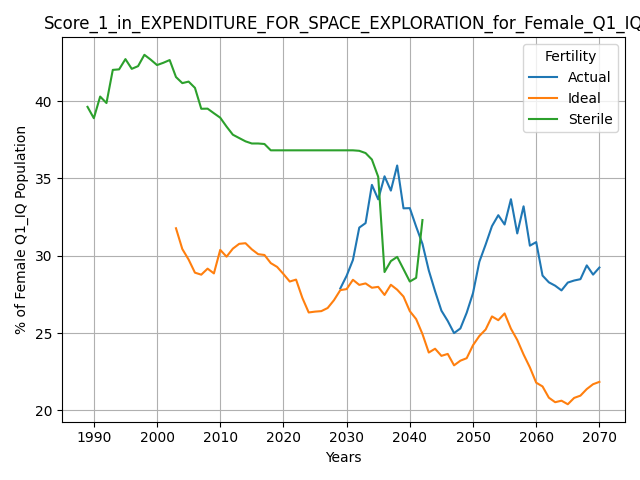 Score_1_in_EXPENDITURE_FOR_SPACE_EXPLORATION_for_Female_Q1_IQ
Fertility
Actual
Ideal
Sterile
% of Female Q1_IQ Population
40
35
30
25
20
1990
2000
2010
2020
2030
2040
2050
2060
2070
Years